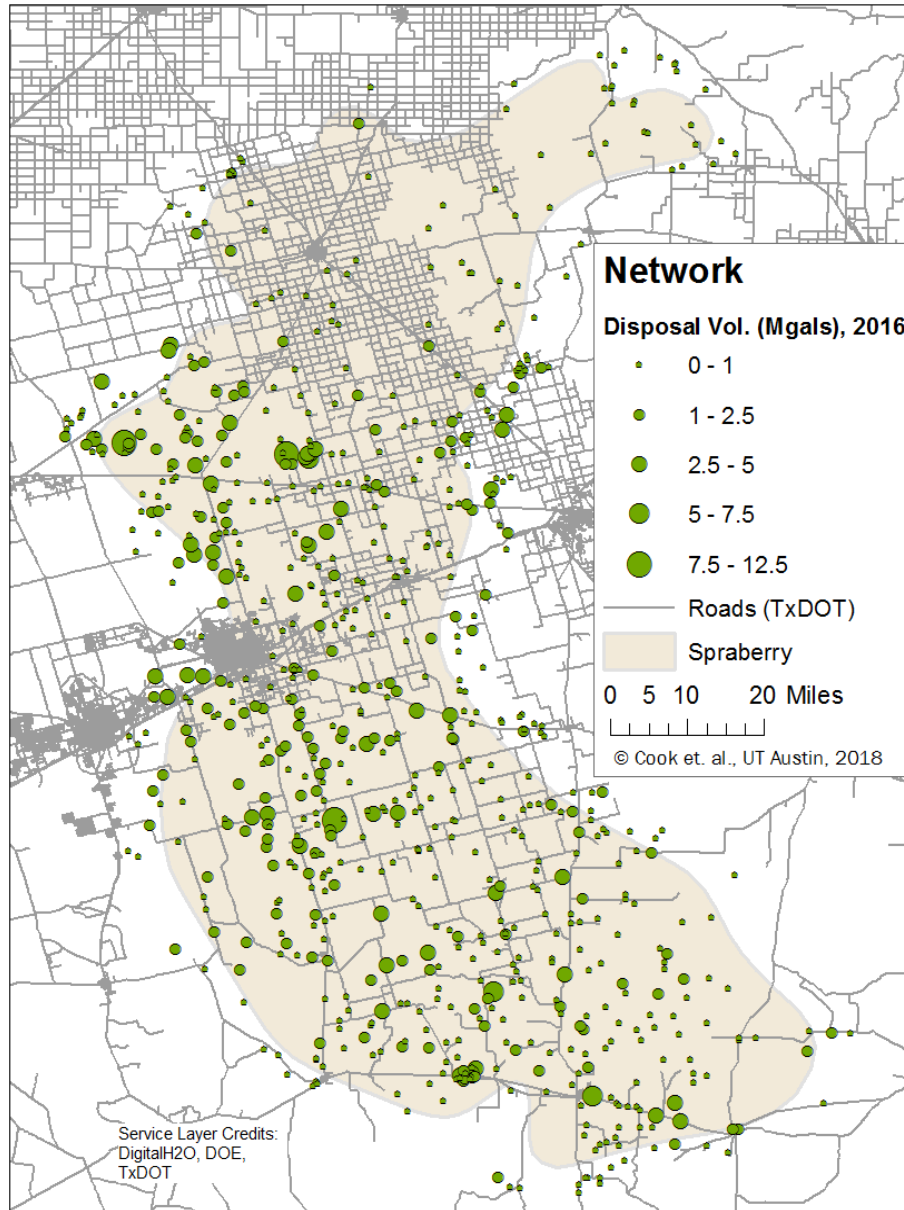 Network
Disposal Vol. (Mgals), 2016
0 - 1
1 - 2.5
2.5 - 5
5 - 7.5
7.5 - 12.5
Roads (TxDOT)
Spraberry
0 5 10 20 Miles
© Cook et. al., UT Austin, 2018
Service Layer Credits:
DigitalH2O, DOE,
TxDOT